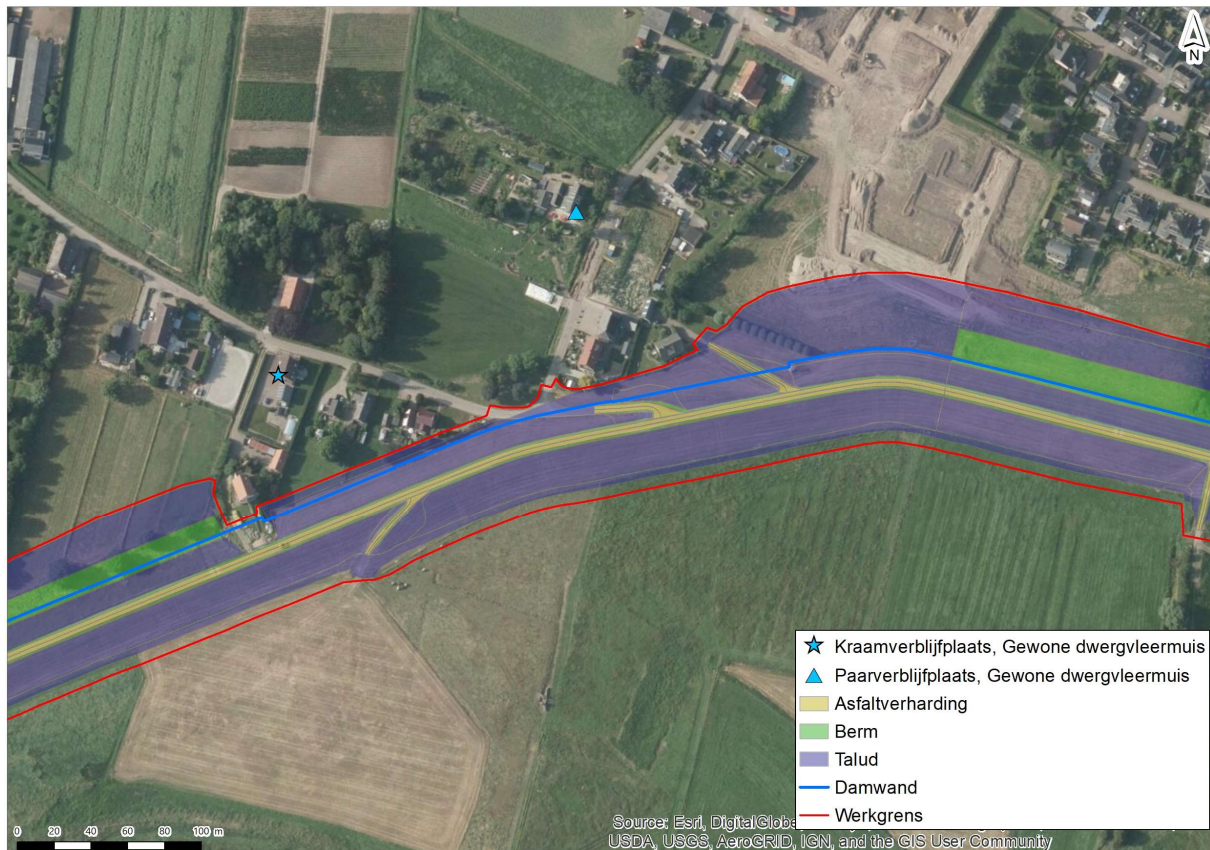 N
Kraamverblijfplaats, Gewone dwergvleermuis
Paarverblijfplaats, Gewone dwergvleermuis
Asfaltverharding
Berm
Talud
Damwand
Werkgrens
0 20 40 60 80 100 m
Source: Esri, DigitalGlobe,
USDA, USGS, AeroGRID, IGN, and the GIS User Community